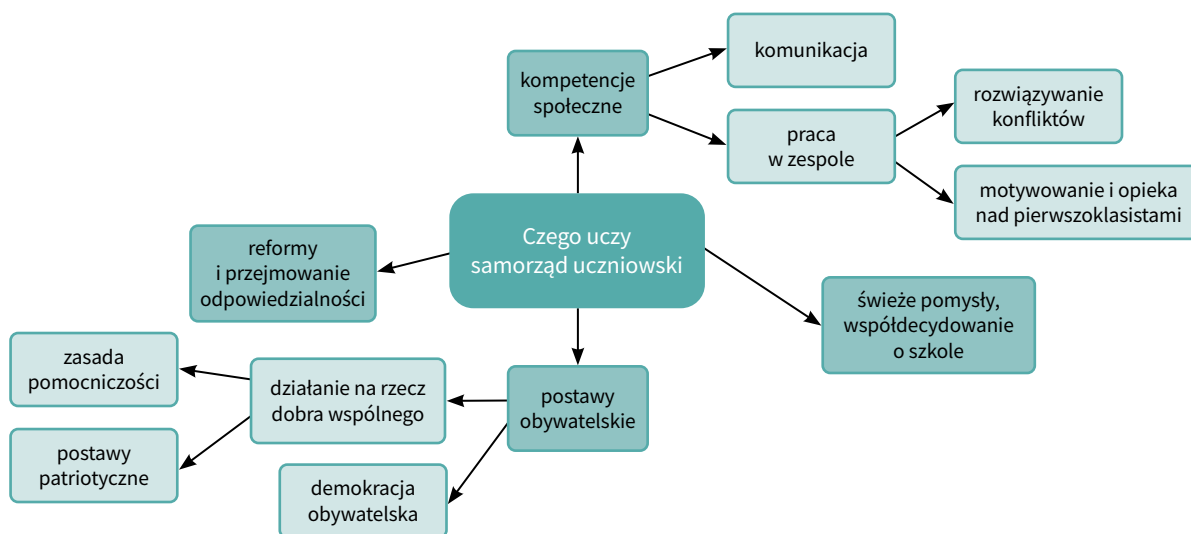 komunikacja
kompetencje
społeczne
rozwiązywanie
konfliktów
praca
w zespole
motywowanie i opieka
nad pierwszoklasistami
Czego uczy
samorząd uczniowski
reformy
i przejmowanie
odpowiedzialności
świeże pomysły,
współdecydowanie
o szkole
zasada
pomocniczości
działanie na rzecz
dobra wspólnego
postawy
obywatelskie
postawy
patriotyczne
demokracja
obywatelska